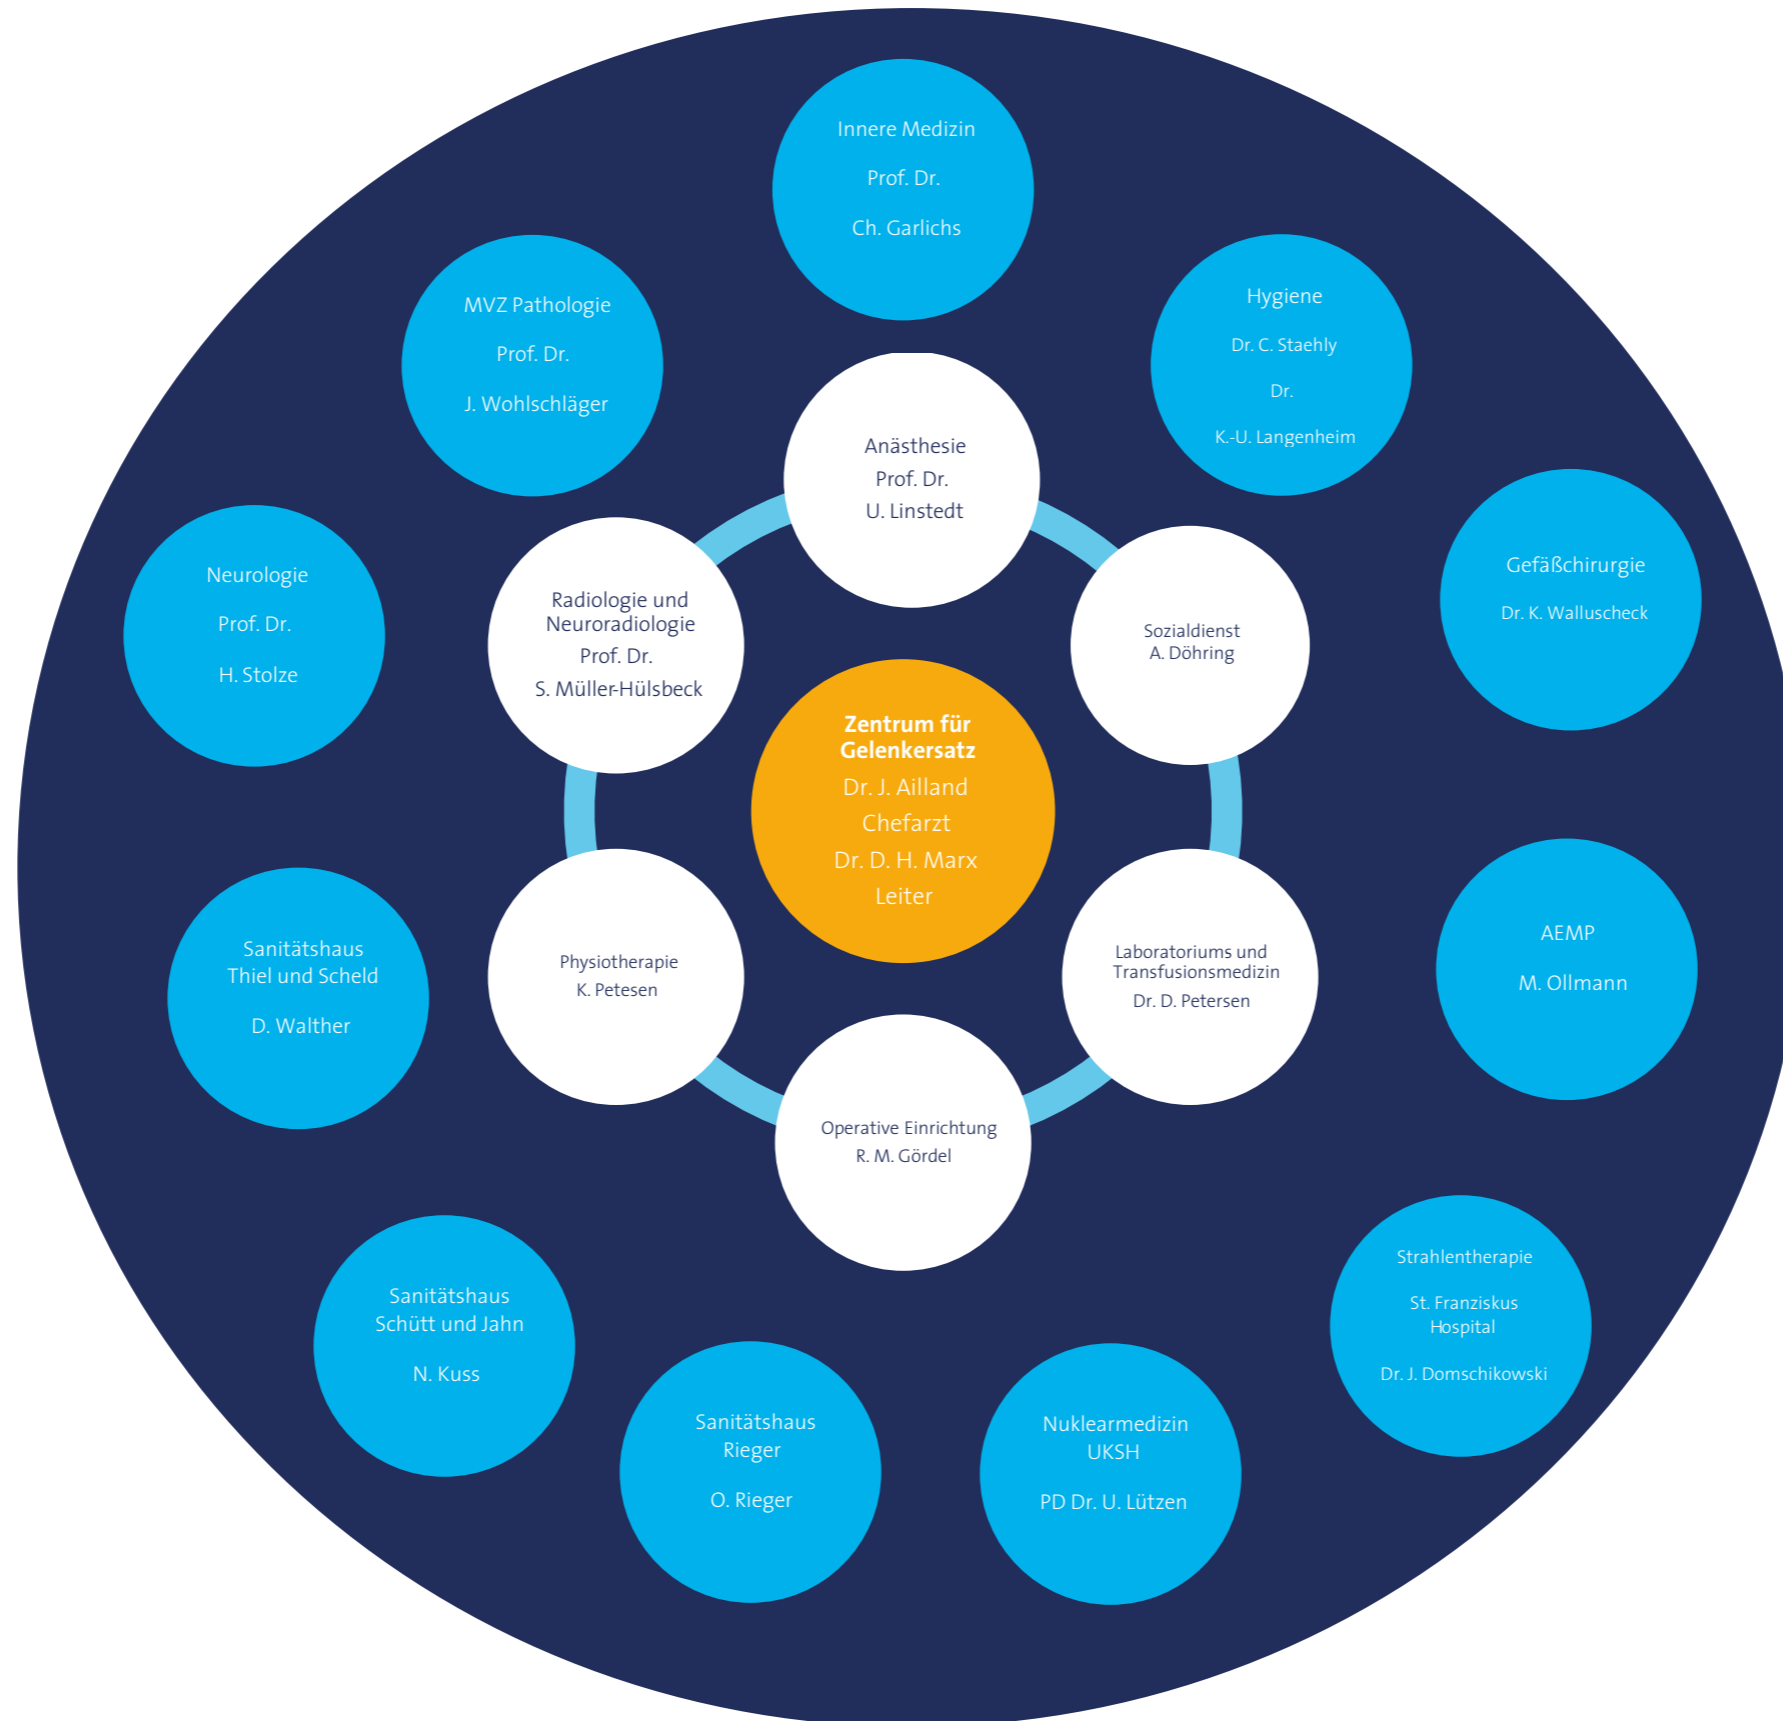 Innere Medizin
Prof. Dr.
Ch. Garlichs
MVZ Pathologie
Prof. Dr.
J. Wohlschläger
Hygiene
Dr. C. Staehly
Dr.
K.-U. Langenheim
Anästhesie
Prof. Dr.
U. Linstedt
Neurologie
Prof. Dr.
H. Stolze
Radiologie und
Neuroradiologie
Prof. Dr.
S. Müller-Hülsbeck
Sozialdienst
A. Döhring
Gefäßchirurgie
Dr. K. Walluscheck
Zentrum für
Gelenkersatz
Dr. J. Ailland
Chefarzt
Dr. D. H. Marx
Leiter
Sanitätshaus
Thiel und Scheld
D. Walther
Physiotherapie
K. Petesen
Laboratoriums und
Transfusionsmedizin
Dr. D. Petersen
AEMP
M. Ollmann
Operative Einrichtung
R. M. Gördel
Sanitätshaus
Schütt und Jahn
N. Kuss
Sanitätshaus
Rieger
O. Rieger
Nuklearmedizin
UKSH
PD Dr. U. Lützen
Strahlentherapie
St. Franziskus
Hospital
Dr. J. Domschikowski